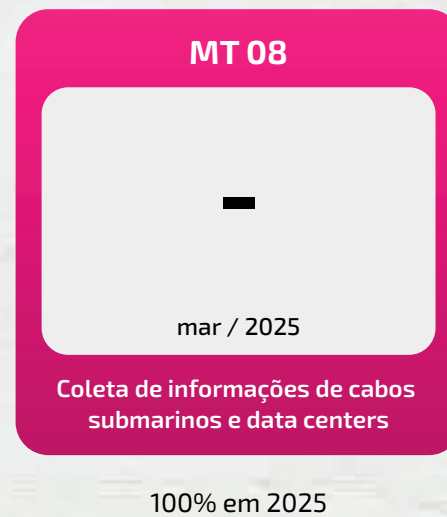 MT 08
-
mar / 2025
Coleta de informações de cabos
submarinos e data centers
100% em 2025